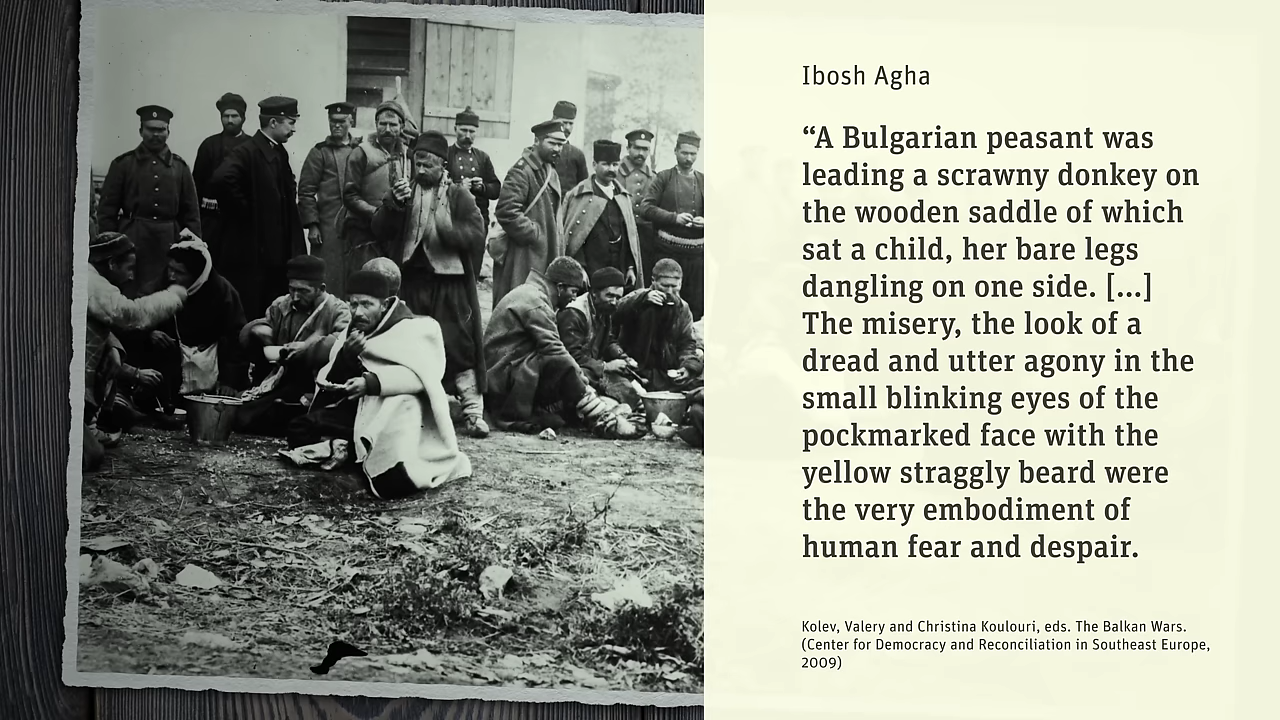 Ibosh Agha
“A Bulgarian peasant was
leading a scrawny donkey on
the wooden saddle of which
sat a child, her bare legs
dangling on one side. [...]
The misery, the look of a
dread and utter agony in the
small blinking eyes of the
pockmarked face with the
yellow straggly beard were
the very embodiment of
human fear and despair.
Kolev, Valery and Christina Koulouri, eds. The Balkan Wars.
(Center for Democracy and Reconciliation in Southeast Europe,
2009)